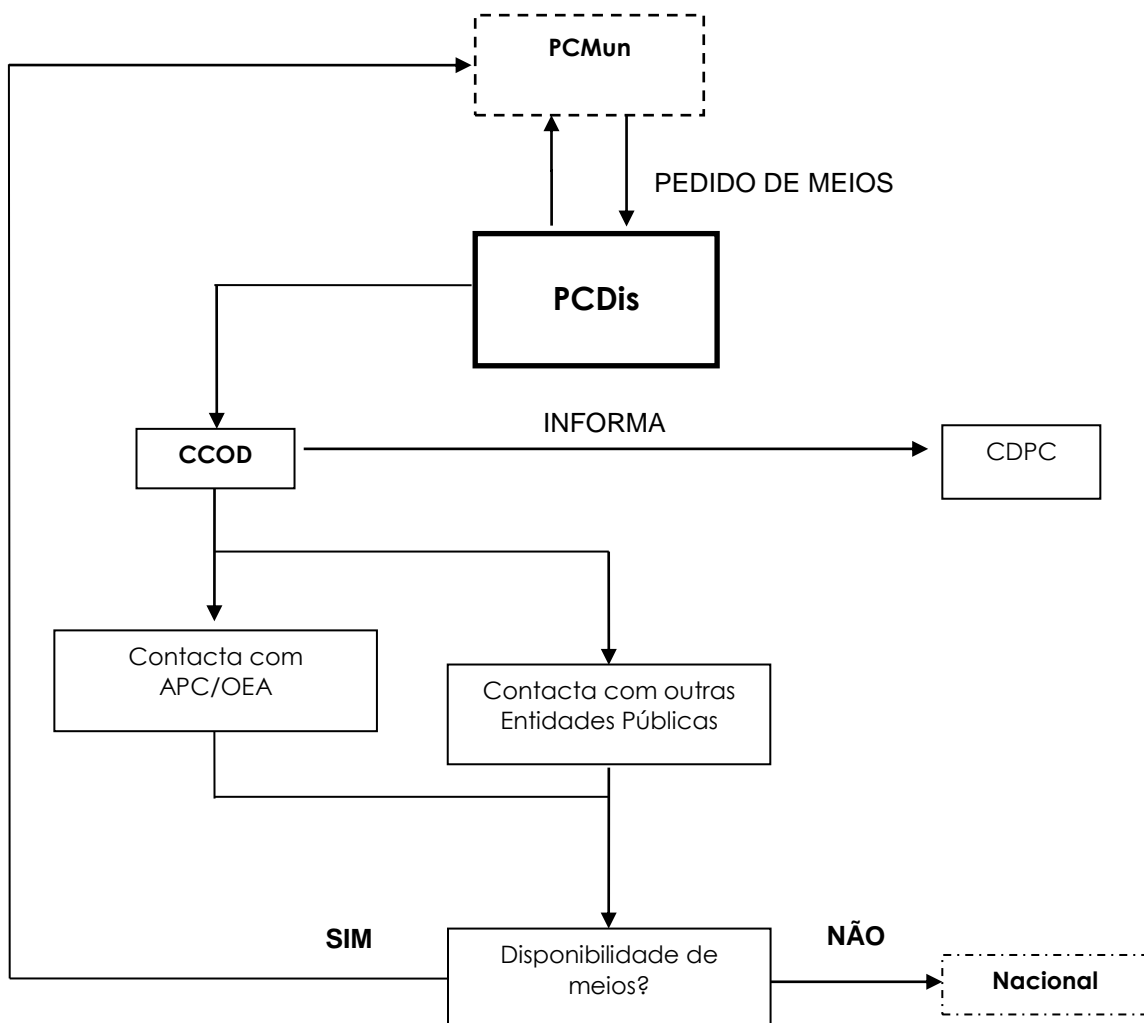 PCMun
PEDIDO DE MEIOS
PCDis
INFORMA
CCOD
CDPC
Contacta com
APC/OEA
Contacta com outras
Entidades Públicas
SIM
Disponibilidade de
meios?
NÃO
Nacional